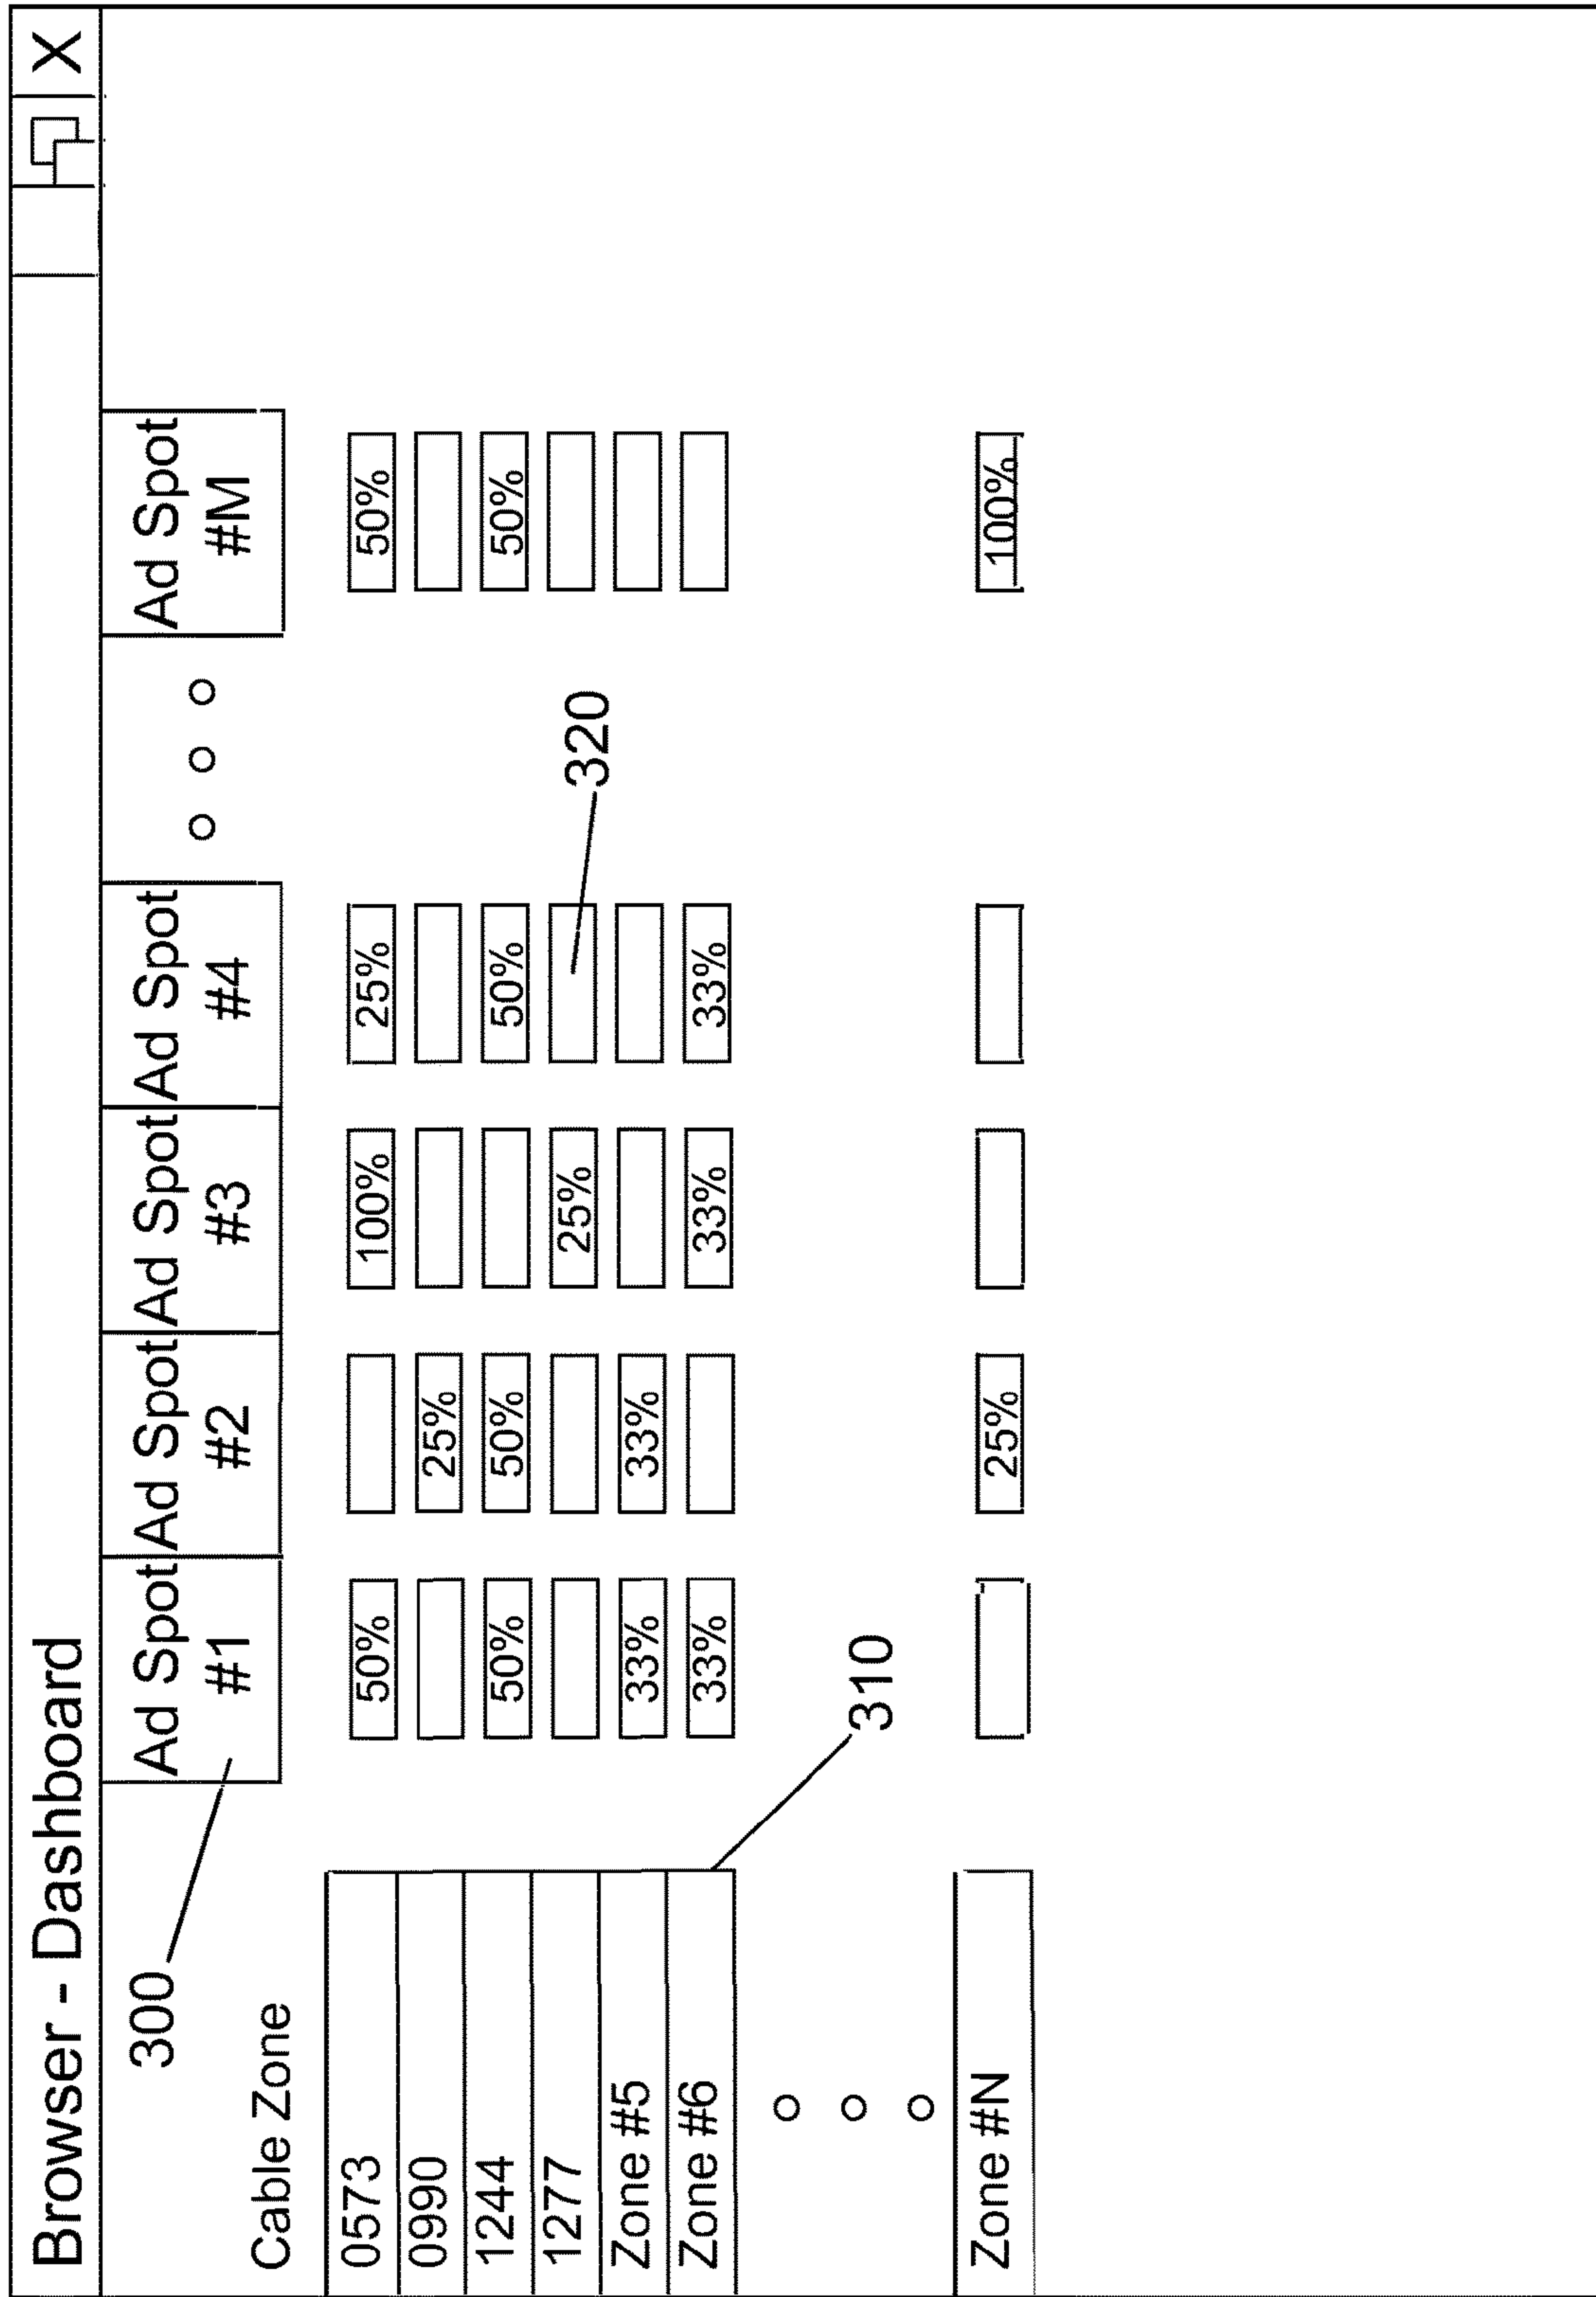 Browser - Dashboard X
300
Ad Spot #1 Ad Spot #2 Ad Spot #3 Ad Spot #4 Ad Spot #M
Cable Zone
0573 50% 100% 25% 50%
0990 25%
1244 50% 50% 50% 50%
1277 25%
320
Zone #5 33% 33%
Zone #6 33% 33% 33%
310
Zone #N 25% 100%